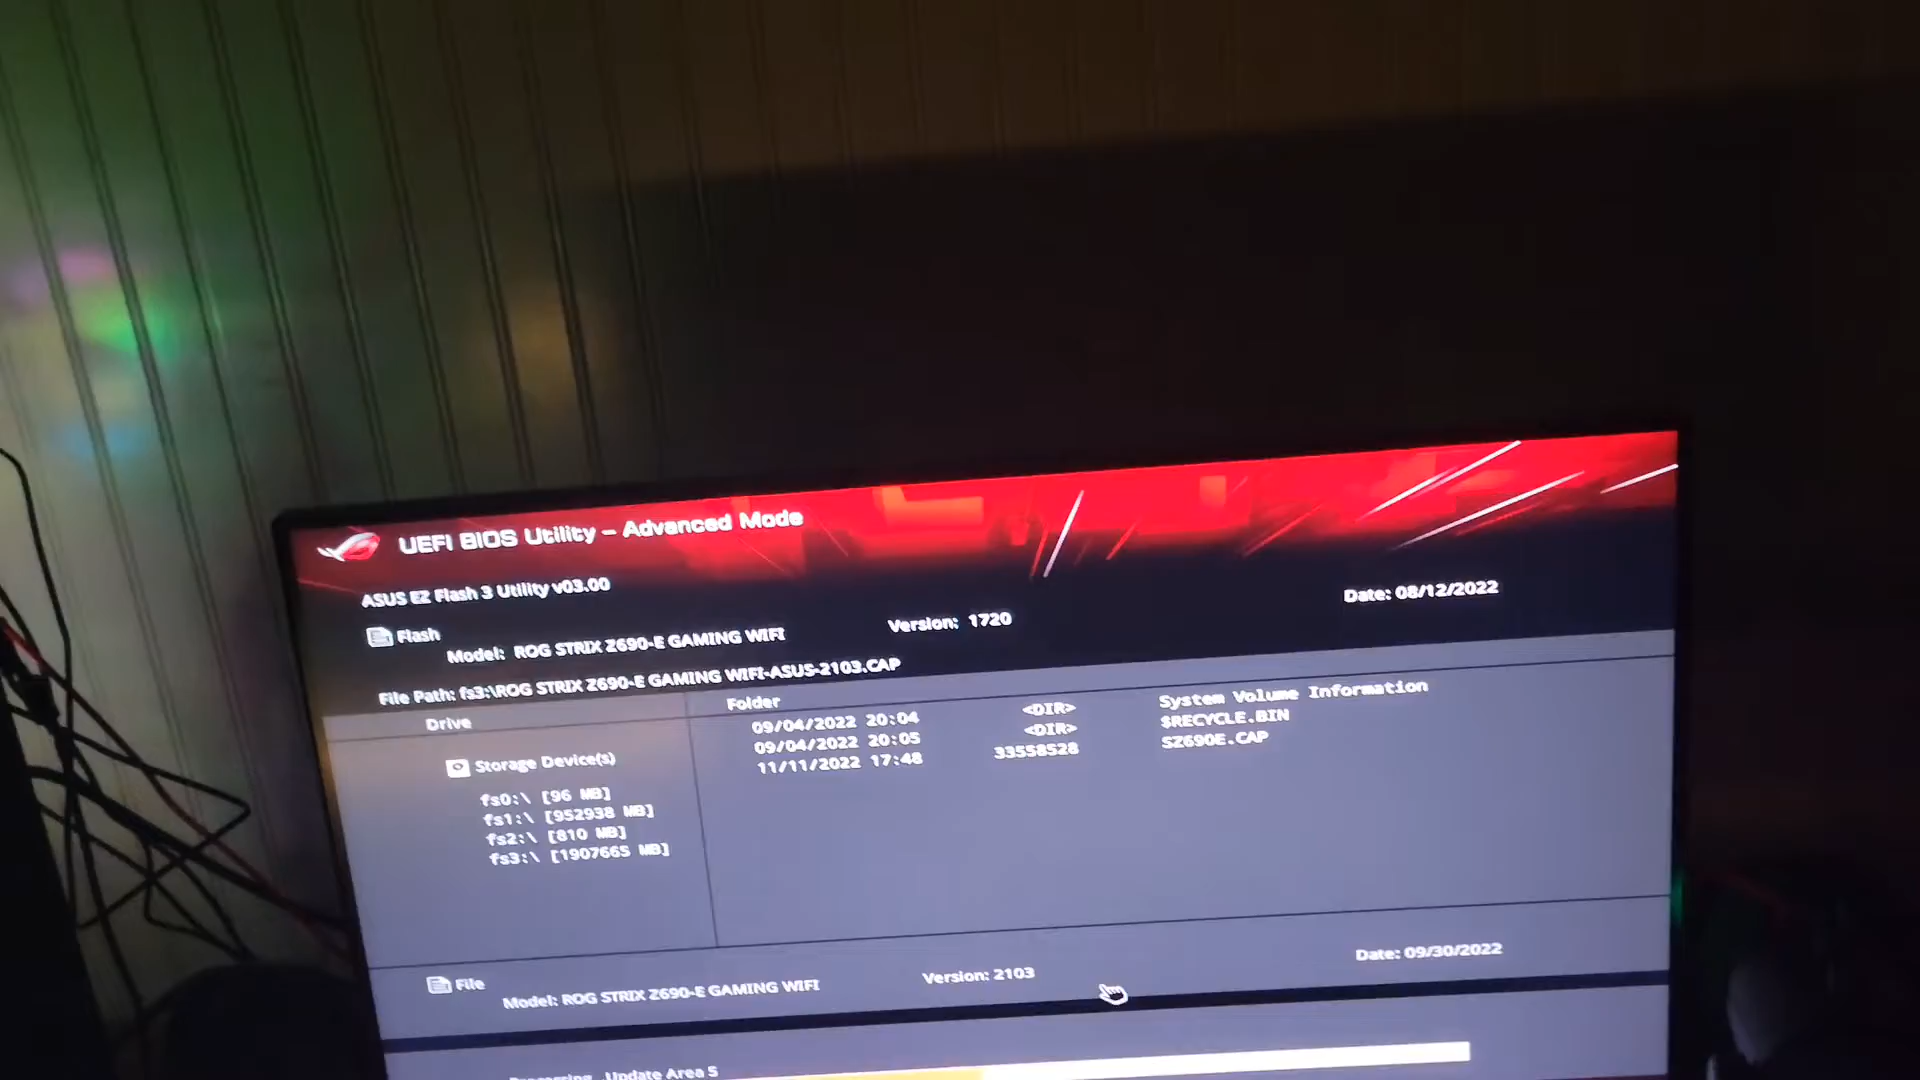 UEFI BIOS Utility – Advanced Mode
ASUS EZ Flash 3 Utility v03.00
Flash
Model: ROG STRIX Z690-E GAMING WIFI Version: 1720 Date: 08/12/2022
File Path: fs3:\ROG STRIX Z690-E GAMING WIFI-ASUS-2103.CAP
Drive Folder
Storage Device(s)
fs0:\ [96 MB]
fs1:\ [952938 MB]
fs2:\ [810 MB]
fs3:\ [1907665 MB]
09/04/2022 20:04 <DIR> System Volume Information
09/04/2022 20:05 <DIR> $RECYCLE.BIN
11/11/2022 17:48 33558528 SZ690E.CAP
File
Model: ROG STRIX Z690-E GAMING WIFI Version: 2103 Date: 09/30/2022
Update Area 5